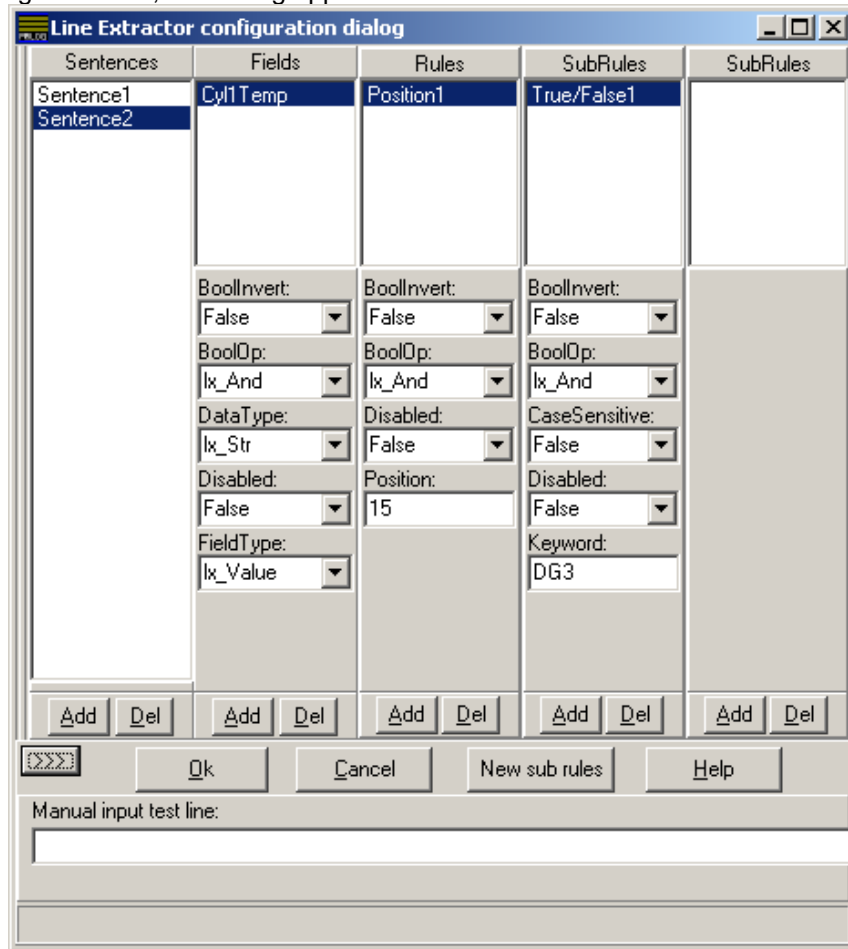 Line Extractor configuration dialog
Sentences Fields Rules SubRules SubRules
Sentence1 Cyl1Temp Position1 True/False1
Sentence2
BoolInvert: BoolInvert: BoolInvert:
False False False
BoolOp: BoolOp: BoolOp:
lx_And lx_And lx_And
DataType: Disabled: CaseSensitive:
lx_Str False False
Disabled: Position: Disabled:
False 15 False
FieldType: Keyword:
lx_Value DG3
Add Del Add Del Add Del Add Del Add Del
>>>> Ok Cancel New sub rules Help
Manual input test line: